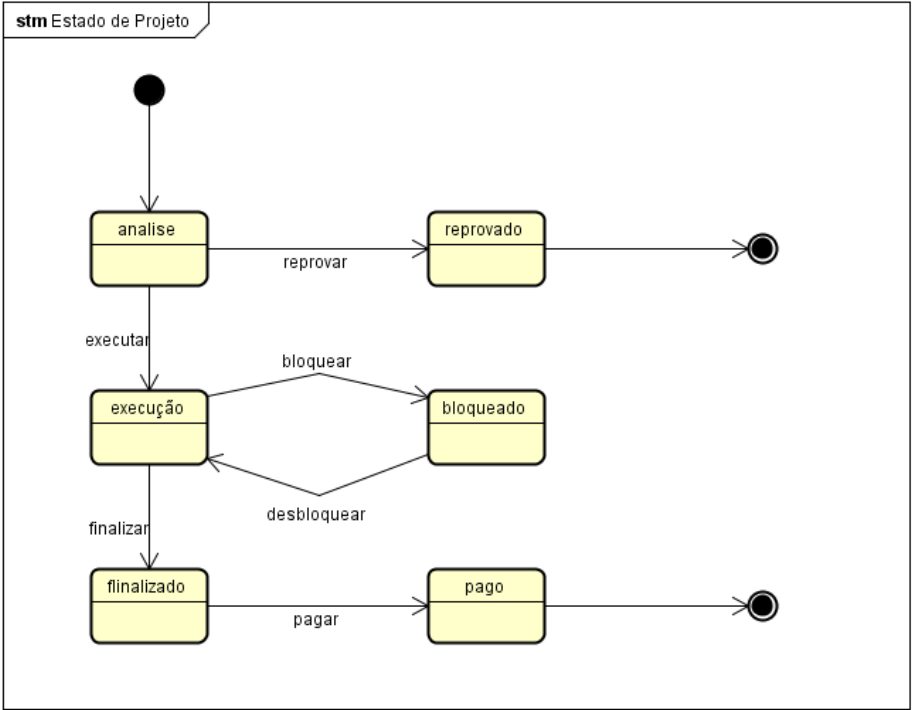 stm Estado de Projeto
analise
reprovar
reprovado
executar
bloquear
execução
bloqueado
desbloquear
finalizar
flinalizado
pagar
pago